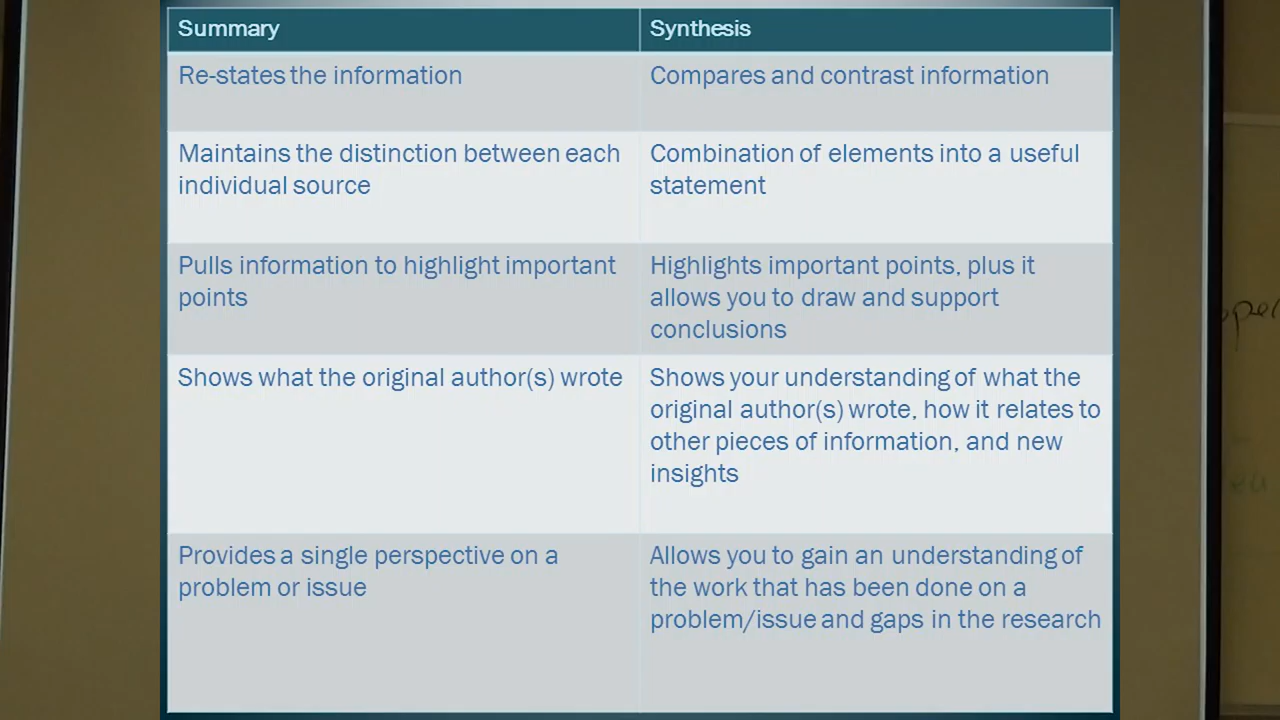 Summary
Synthesis
Re-states the information
Compares and contrast information
Maintains the distinction between each
individual source
Combination of elements into a useful
statement
Pulls information to highlight important
points
Highlights important points, plus it
allows you to draw and support
conclusions
Shows what the original author(s) wrote
Shows your understanding of what the
original author(s) wrote, how it relates to
other pieces of information, and new
insights
Provides a single perspective on a
problem or issue
Allows you to gain an understanding of
the work that has been done on a
problem/issue and gaps in the research